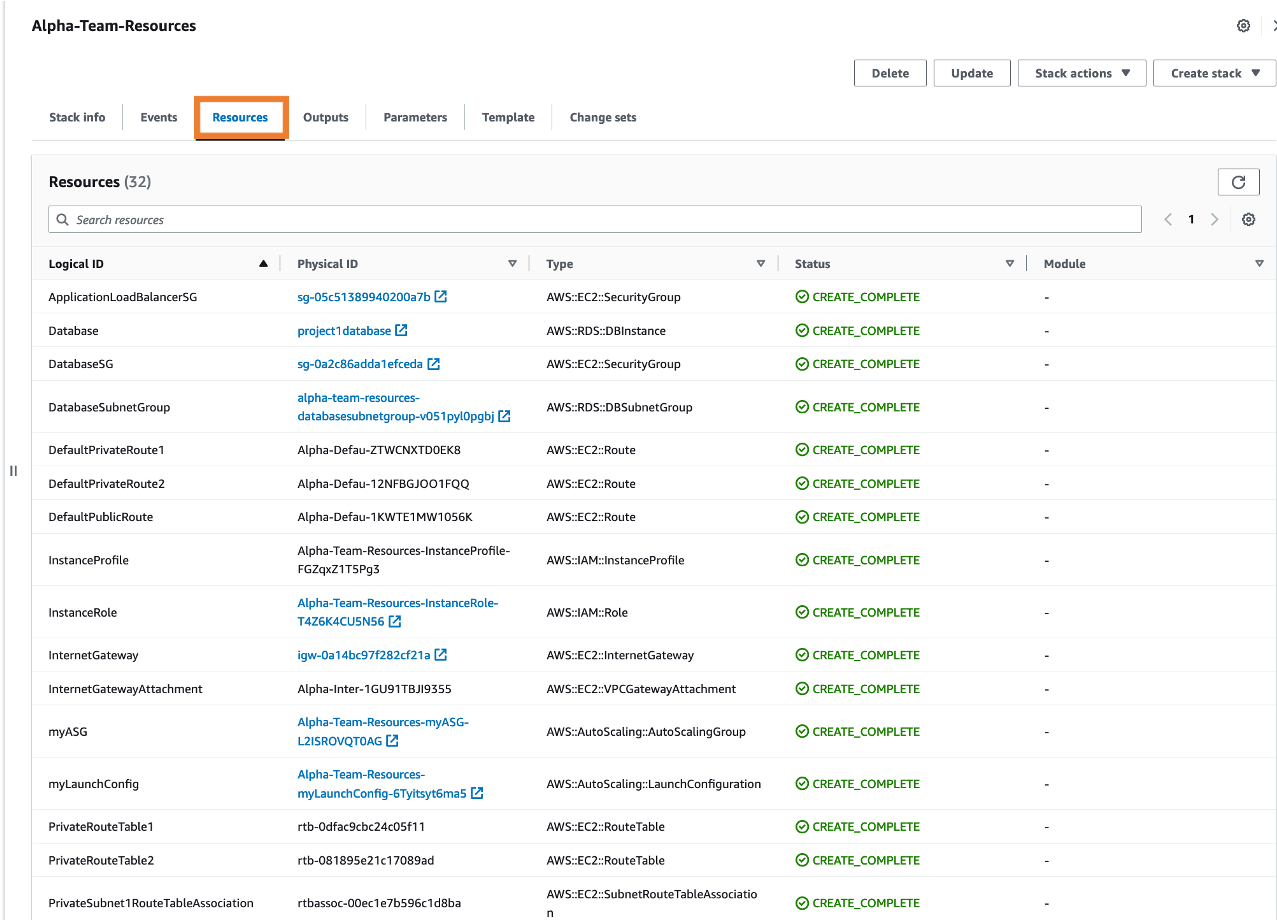 Alpha-Team-Resources
Delete Update Stack actions Create stack
Stack info Events Resources Outputs Parameters Template Change sets
Resources (32)
Search resources 1
Logical ID Physical ID Type Status Module
ApplicationLoadBalancerSG sg-05c51389940200a7b AWS::EC2::SecurityGroup CREATE_COMPLETE -
Database project1database AWS::RDS::DBInstance CREATE_COMPLETE -
DatabaseSG sg-0a2c86adda1efceda AWS::EC2::SecurityGroup CREATE_COMPLETE -
alpha-team-resources-
DatabaseSubnetGroup AWS::RDS::DBSubnetGroup CREATE_COMPLETE -
databasesubnetgroup-v051pyl0pgbj
DefaultPrivateRoute1 Alpha-Defau-ZTWCNXTD0EK8 AWS::EC2::Route CREATE_COMPLETE -
DefaultPrivateRoute2 Alpha-Defau-12NFBGJOO1FQQ AWS::EC2::Route CREATE_COMPLETE -
DefaultPublicRoute Alpha-Defau-1KWTE1MW1056K AWS::EC2::Route CREATE_COMPLETE -
Alpha-Team-Resources-InstanceProfile-
InstanceProfile AWS::IAM::InstanceProfile CREATE_COMPLETE -
FGZqxZ1T5Pg3
Alpha-Team-Resources-InstanceRole-
InstanceRole AWS::IAM::Role CREATE_COMPLETE -
T4Z6K4CU5N56
InternetGateway igw-0a14bc97f282cf21a AWS::EC2::InternetGateway CREATE_COMPLETE -
InternetGatewayAttachment Alpha-Inter-1GU91TBJI9355 AWS::EC2::VPCGatewayAttachment CREATE_COMPLETE -
Alpha-Team-Resources-myASG-
myASG AWS::AutoScaling::AutoScalingGroup CREATE_COMPLETE -
L2ISROVQT0AG
Alpha-Team-Resources-
myLaunchConfig AWS::AutoScaling::LaunchConfiguration CREATE_COMPLETE -
myLaunchConfig-6Tyitsyt6ma5
PrivateRouteTable1 rtb-0dfac9cbc24c05f11 AWS::EC2::RouteTable CREATE_COMPLETE -
PrivateRouteTable2 rtb-081895e21c17089ad AWS::EC2::RouteTable CREATE_COMPLETE -
AWS::EC2::SubnetRouteTableAssociatio
PrivateSubnet1RouteTableAssociation rtbassoc-00ec1e7b596c1d8ba CREATE_COMPLETE -
n